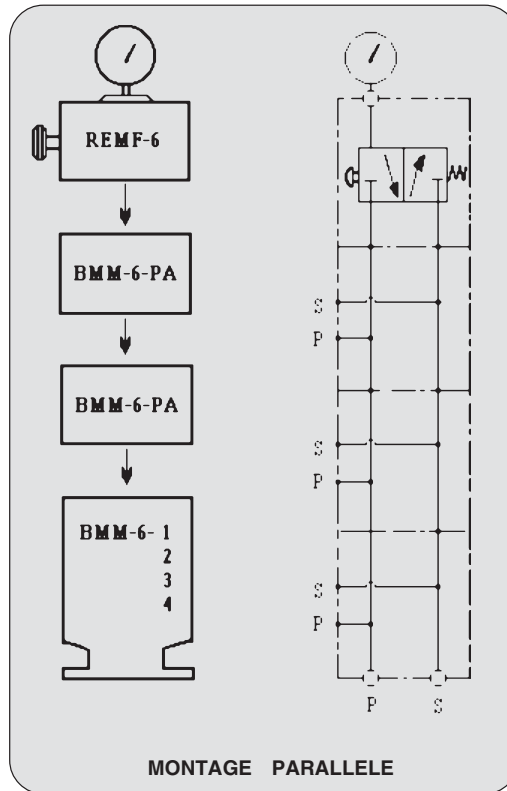 REMF-6
BMM-6-PA
BMM-6-PA
BMM-6- 1
2
3
4
S
P
S
P
S
P
P S
MONTAGE PARALLELE